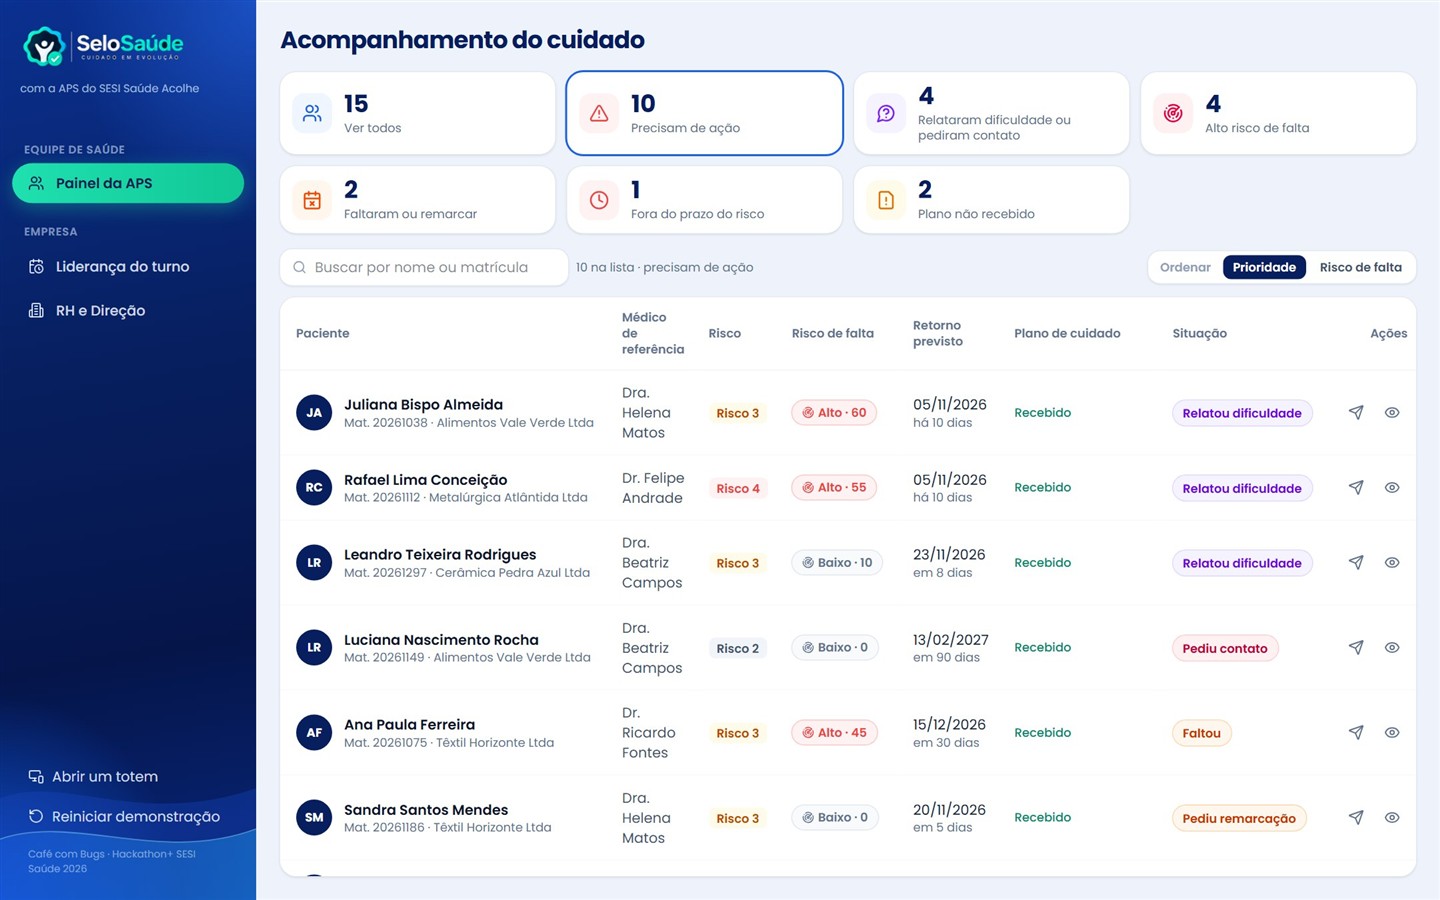 SeloSaúde
CUIDADO EM EVOLUÇÃO
com a APS do SESI Saúde Acolhe
EQUIPE DE SAÚDE
Painel da APS
EMPRESA
Liderança do turno
RH e Direção
Abrir um totem
Reiniciar demonstração
Café com Bugs · Hackathon+ SESI
Saúde 2026
Acompanhamento do cuidado
15
Ver todos
10
Precisam de ação
4
Relataram dificuldade ou
pediram contato
4
Alto risco de falta
2
Faltaram ou remarcar
1
Fora do prazo do risco
2
Plano não recebido
Buscar por nome ou matrícula
10 na lista · precisam de ação
Ordenar Prioridade Risco de falta
Paciente
Médico
de
referência
Risco
Risco de falta
Retorno
previsto
Plano de cuidado
Situação
Ações
JA
Juliana Bispo Almeida
Mat. 20261038 · Alimentos Vale Verde Ltda
Dra.
Helena
Matos
Risco 3
Alto · 60
05/11/2026
há 10 dias
Recebido
Relatou dificuldade
RC
Rafael Lima Conceição
Mat. 20261112 · Metalúrgica Atlântida Ltda
Dr. Felipe
Andrade
Risco 4
Alto · 55
05/11/2026
há 10 dias
Recebido
Relatou dificuldade
LR
Leandro Teixeira Rodrigues
Mat. 20261297 · Cerâmica Pedra Azul Ltda
Dra.
Beatriz
Campos
Risco 3
Baixo · 10
23/11/2026
em 8 dias
Recebido
Relatou dificuldade
LR
Luciana Nascimento Rocha
Mat. 20261149 · Alimentos Vale Verde Ltda
Dra.
Beatriz
Campos
Risco 2
Baixo · 0
13/02/2027
em 90 dias
Recebido
Pediu contato
AF
Ana Paula Ferreira
Mat. 20261075 · Têxtil Horizonte Ltda
Dr.
Ricardo
Fontes
Risco 3
Alto · 45
15/12/2026
em 30 dias
Recebido
Faltou
SM
Sandra Santos Mendes
Mat. 20261186 · Têxtil Horizonte Ltda
Dra.
Helena
Matos
Risco 3
Baixo · 0
20/11/2026
em 5 dias
Recebido
Pediu remarcação